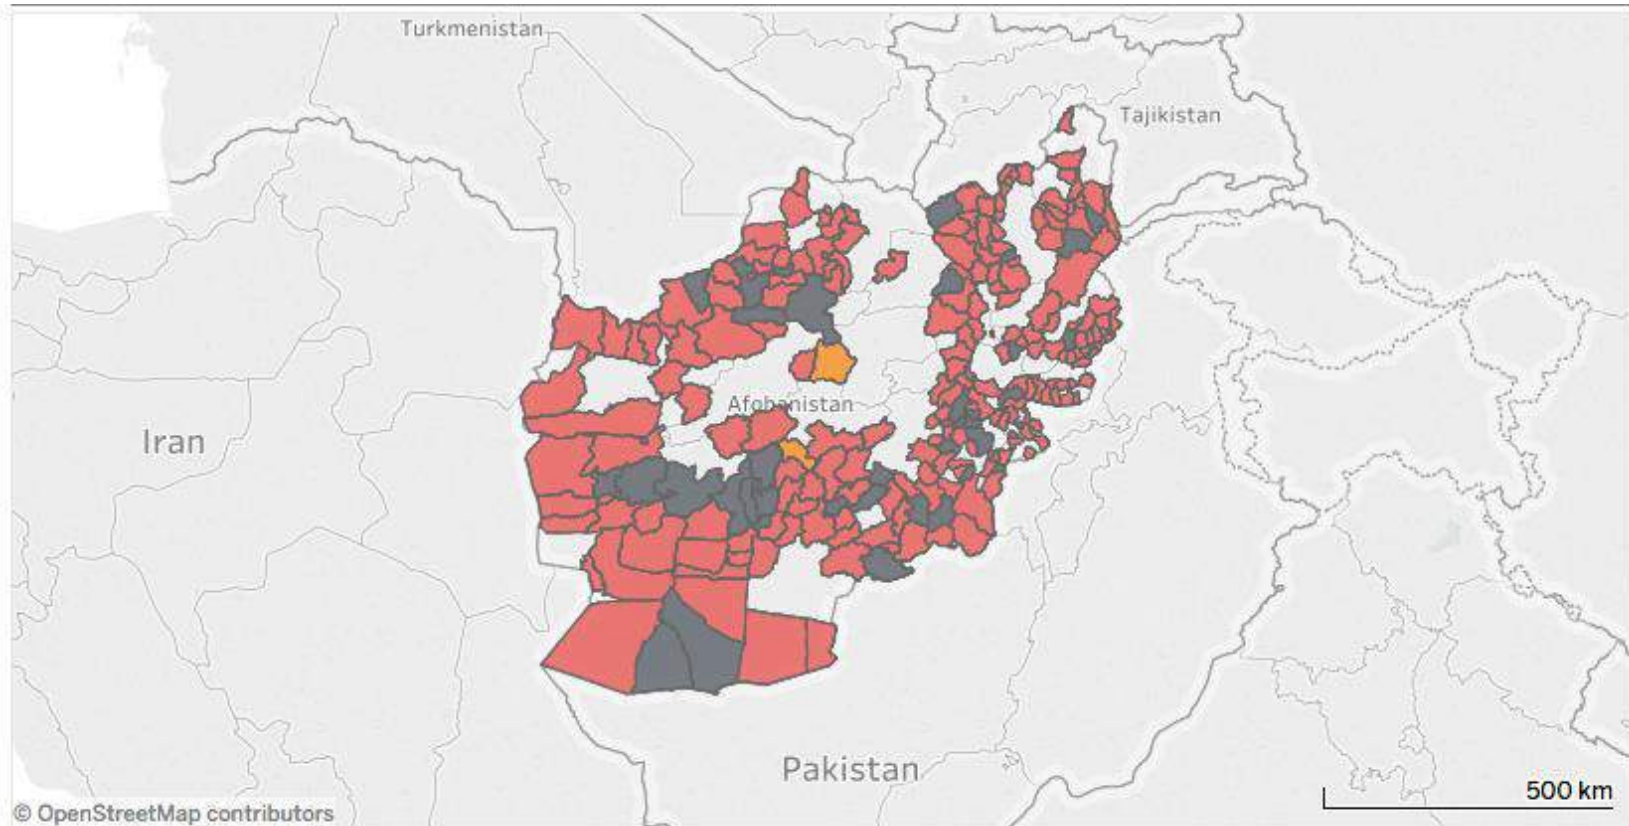 Turkmenistan
Tajikistan
Afghanistan
Iran
Pakistan
500 km
© OpenStreetMap contributors